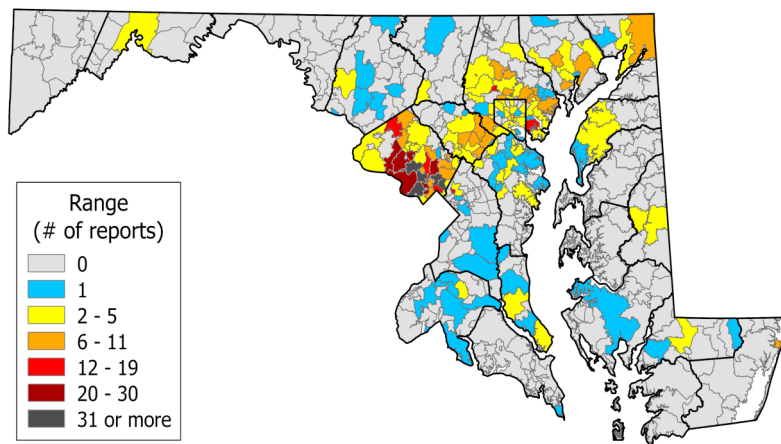 Range
(# of reports)
0
1
2 - 5
6 - 11
12 - 19
20 - 30
31 or more